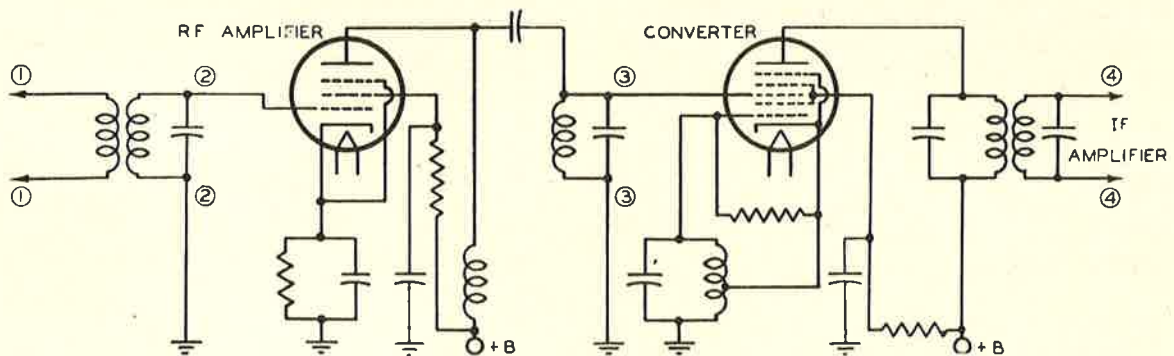 RF AMPLIFIER
CONVERTER
① ② ③ ④
IF
AMPLIFIER
① ② ③ ④
+B +B